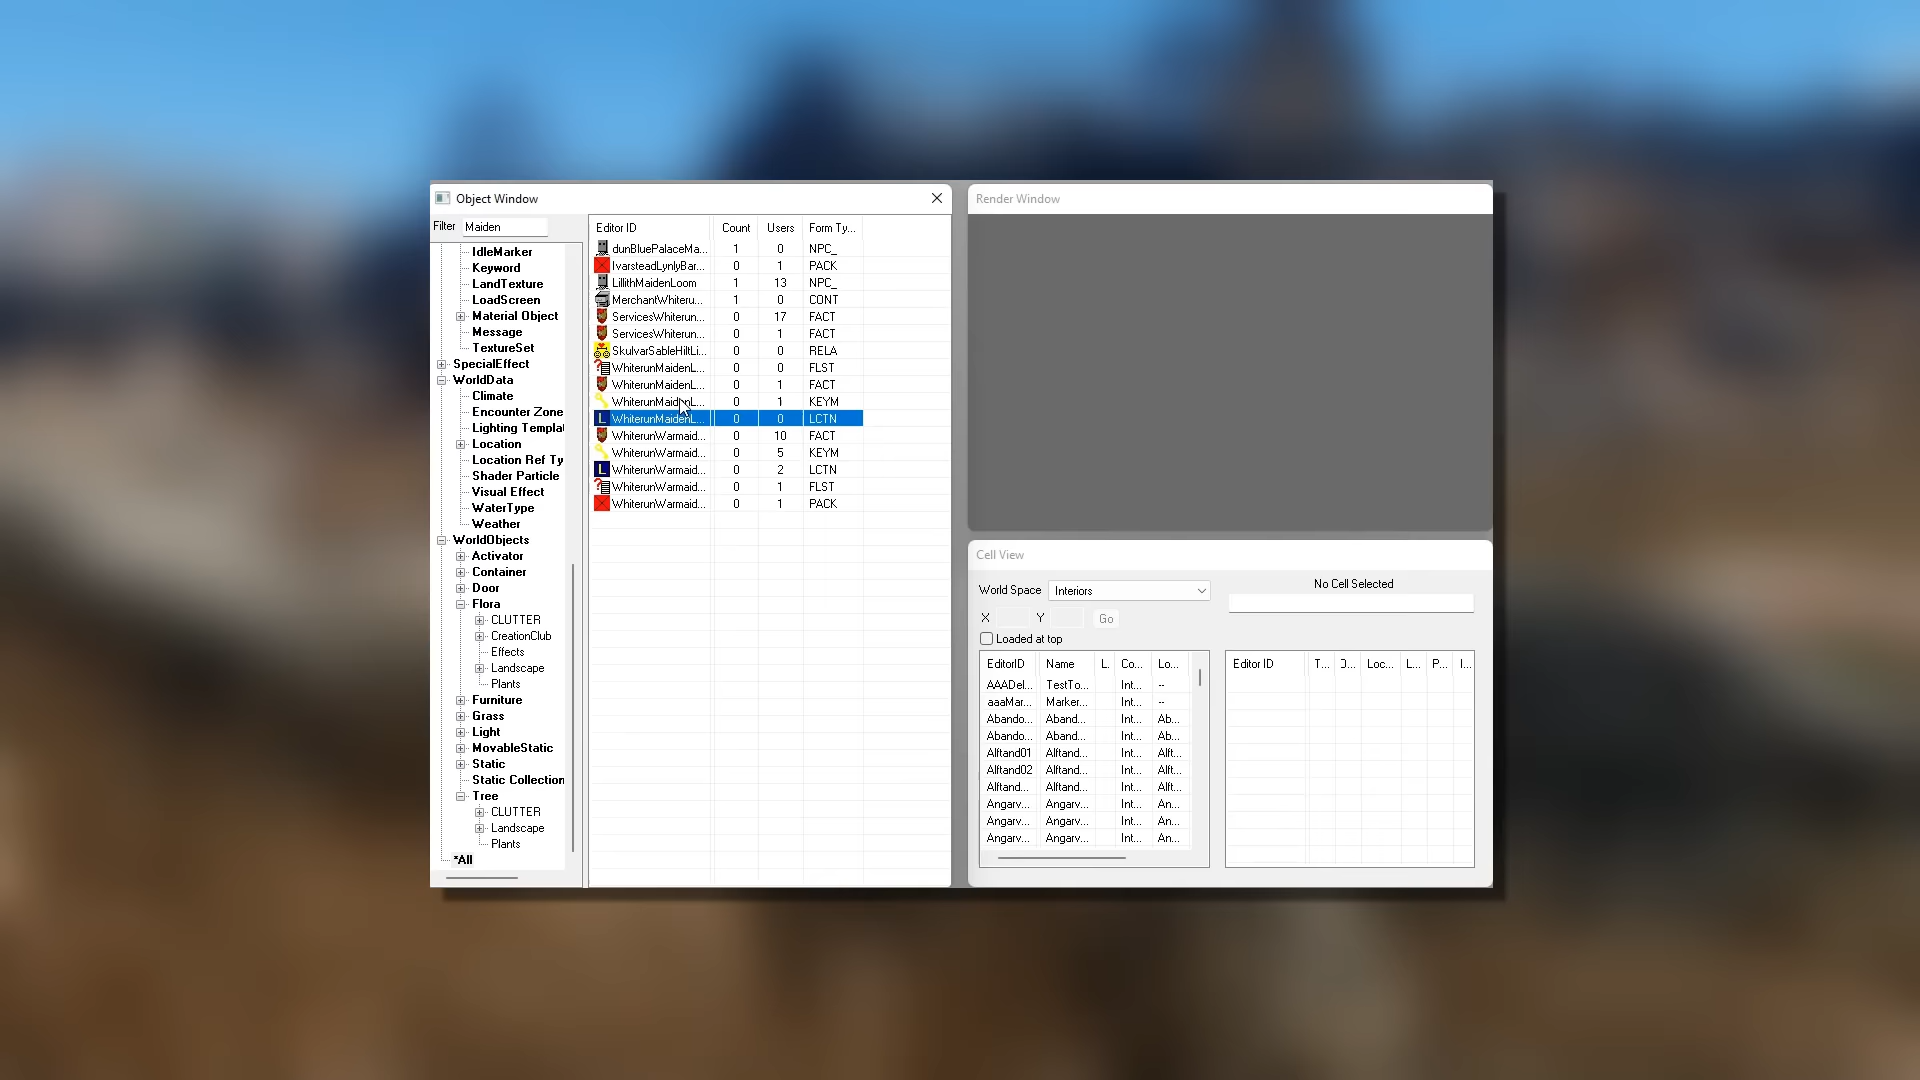 Object Window
Filter Maiden
IdleMarker
Keyword
LandTexture
LoadScreen
Material Object
Message
TextureSet
SpecialEffect
WorldData
Climate
Encounter Zone
Lighting Templat
Location
Location Ref Ty
Shader Particle
Visual Effect
WaterType
Weather
WorldObjects
Activator
Container
Door
Flora
CLUTTER
CreationClub
Effects
Landscape
Plants
Furniture
Grass
Light
MovableStatic
Static
Static Collection
Tree
CLUTTER
Landscape
Plants
*All
Editor ID Count Users Form Ty...
dunBluePalaceMa... 1 0 NPC_
IvarsteadLynlyBar... 0 1 PACK
LillithMaidenLoom 1 13 NPC_
MerchantWhiteru... 1 0 CONT
ServicesWhiterun... 0 17 FACT
ServicesWhiterun... 0 1 FACT
SkulvarSableHiltLi... 0 0 RELA
WhiterunMaidenL... 0 0 FLST
WhiterunMaidenL... 0 1 FACT
WhiterunMaidenL... 0 1 KEYM
L WhiterunMaidenL... 0 0 LCTN
WhiterunWarmaid... 0 10 FACT
WhiterunWarmaid... 0 5 KEYM
L WhiterunWarmaid... 0 2 LCTN
WhiterunWarmaid... 0 1 FLST
WhiterunWarmaid... 0 1 PACK
Render Window
Cell View
World Space Interiors
X Y Go
Loaded at top
No Cell Selected
EditorID Name L. Co... Lo...
AAADel... TestTo... Int... --
aaaMar... Marker... Int... --
Abando... Aband... Int... Ab...
Abando... Aband... Int... Ab...
Alftand01 Alftand... Int... Alft...
Alftand02 Alftand... Int... Alft...
Alftand... Alftand... Int... Alft...
Angarv... Angarv... Int... An...
Angarv... Angarv... Int... An...
Angarv... Angarv... Int... An...
Editor ID T... Loc... L... P... I...